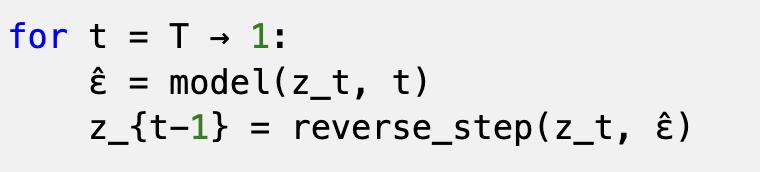 for t = T → 1:
    ε̂ = model(z_t, t)
    z_{t-1} = reverse_step(z_t, ε̂)